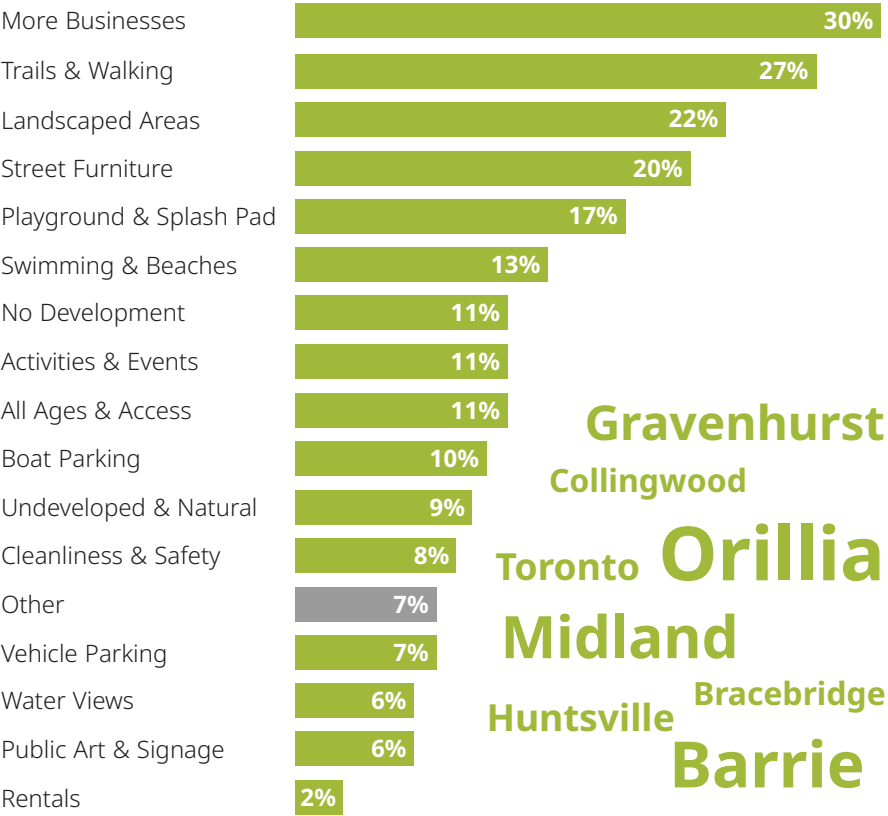 More Businesses 30%
Trails & Walking 27%
Landscaped Areas 22%
Street Furniture 20%
Playground & Splash Pad 17%
Swimming & Beaches 13%
No Development 11%
Activities & Events 11%
All Ages & Access 11%
Boat Parking 10%
Undeveloped & Natural 9%
Cleanliness & Safety 8%
Other 7%
Vehicle Parking 7%
Water Views 6%
Public Art & Signage 6%
Rentals 2%
Gravenhurst
Collingwood
Toronto Orillia
Midland
Bracebridge
Huntsville
Barrie